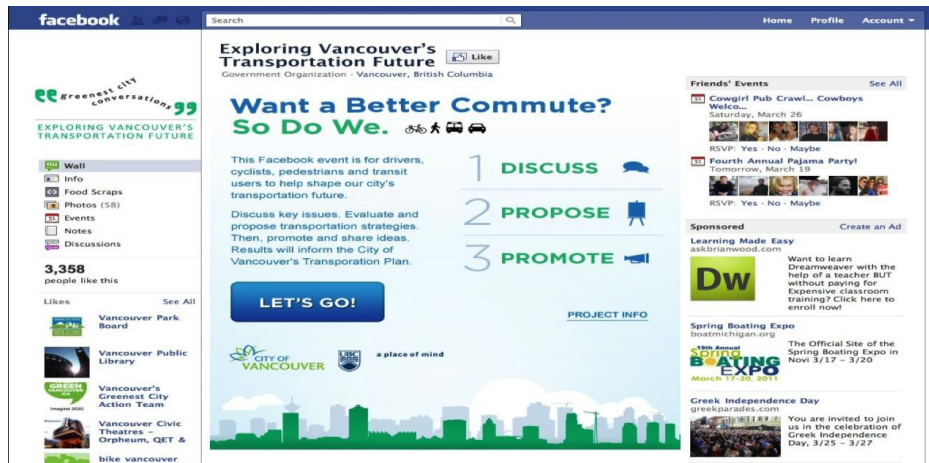 facebook
Search
Home Profile Account
greenest city
conversations
EXPLORING VANCOUVER'S
TRANSPORTATION FUTURE
Wall
Info
Food Scraps
Photos (58)
Events
Notes
Discussions
3,358
people like this
Likes See All
Vancouver Park
Board
Vancouver Public
Library
GREEN
Imagine 2020
Vancouver's
Greenest City
Action Team
Vancouver Civic
Theatres –
Orpheum, QET &
bike vancouver
Exploring Vancouver's
Transportation Future
Like
Government Organization · Vancouver, British Columbia
Want a Better Commute?
So Do We.
This Facebook event is for drivers,
cyclists, pedestrians and transit
users to help shape our city's
transportation future.
Discuss key issues. Evaluate and
propose transportation strategies.
Then, promote and share ideas.
Results will inform the City of
Vancouver's Transporation Plan.
1 DISCUSS
2 PROPOSE
3 PROMOTE
LET'S GO!
PROJECT INFO
CITY OF
VANCOUVER
UBC
a place of mind
Friends' Events See All
31
Cowgirl Pub Crawl... Cowboys
Welco...
Saturday, March 26
RSVP: Yes · No · Maybe
31
Fourth Annual Pajama Party!
Tomorrow, March 19
RSVP: Yes · No · Maybe
Sponsored Create an Ad
Learning Made Easy
askbrianwood.com
Dw
Want to learn
Dreamweaver with the
help of a teacher BUT
without paying for
Expensive classroom
training? Click here to
enroll now!
Spring Boating Expo
boatmichigan.org
19th Annual
Spring
BOATING
EXPO
March 17-20, 2011
The Official Site of the
Spring Boating Expo in
Novi 3/17 – 3/20
Greek Independence Day
greekparades.com
You are invited to join
us in the celebration of
Greek Independence
Day, 3/25 – 3/27